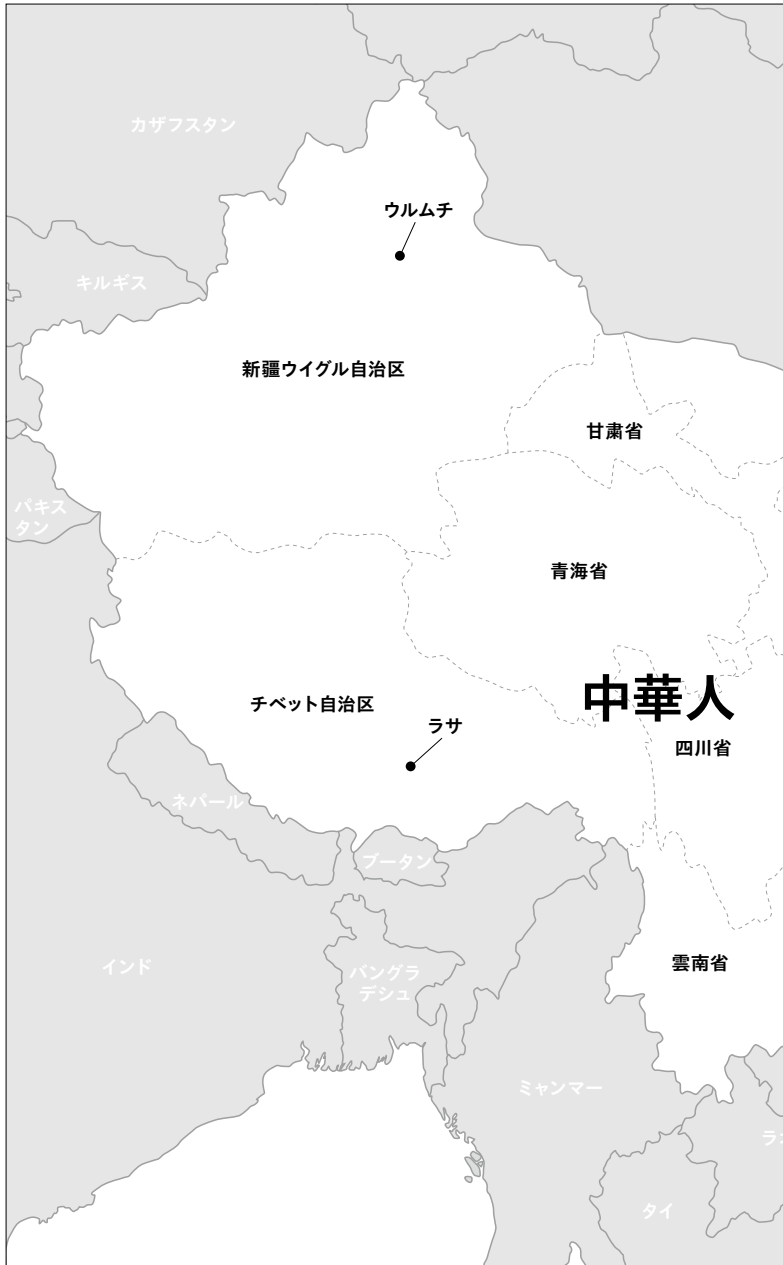 カザフスタン
ウルムチ
キルギス
新疆ウイグル自治区
甘粛省
パキス
タン
青海省
中華人
チベット自治区
ラサ
四川省
ネパール
ブータン
インド
バングラ
デシュ
雲南省
ミャンマー
ラオ
タイ